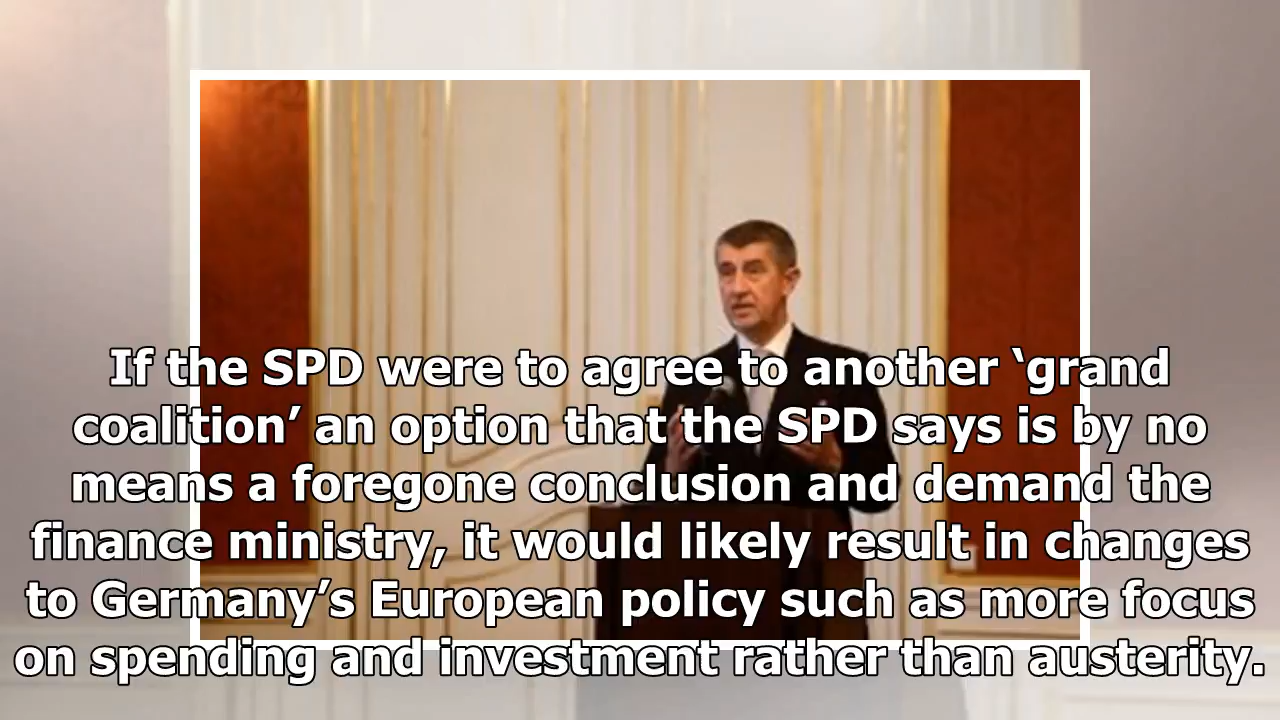 If the SPD were to agree to another ‘grand
coalition’ an option that the SPD says is by no
means a foregone conclusion and demand the
finance ministry, it would likely result in changes
to Germany’s European policy such as more focus
on spending and investment rather than austerity.